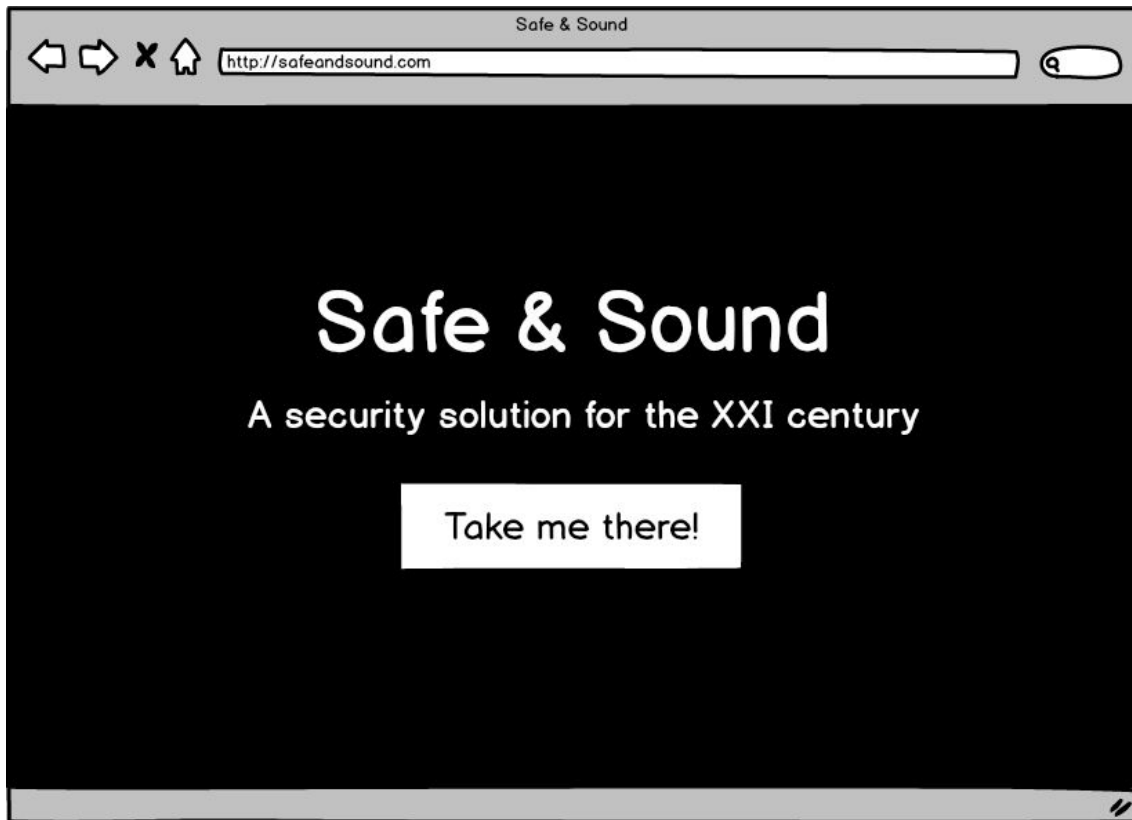 Safe & Sound
http://safeandsound.com
Safe & Sound
A security solution for the XXI century
Take me there!